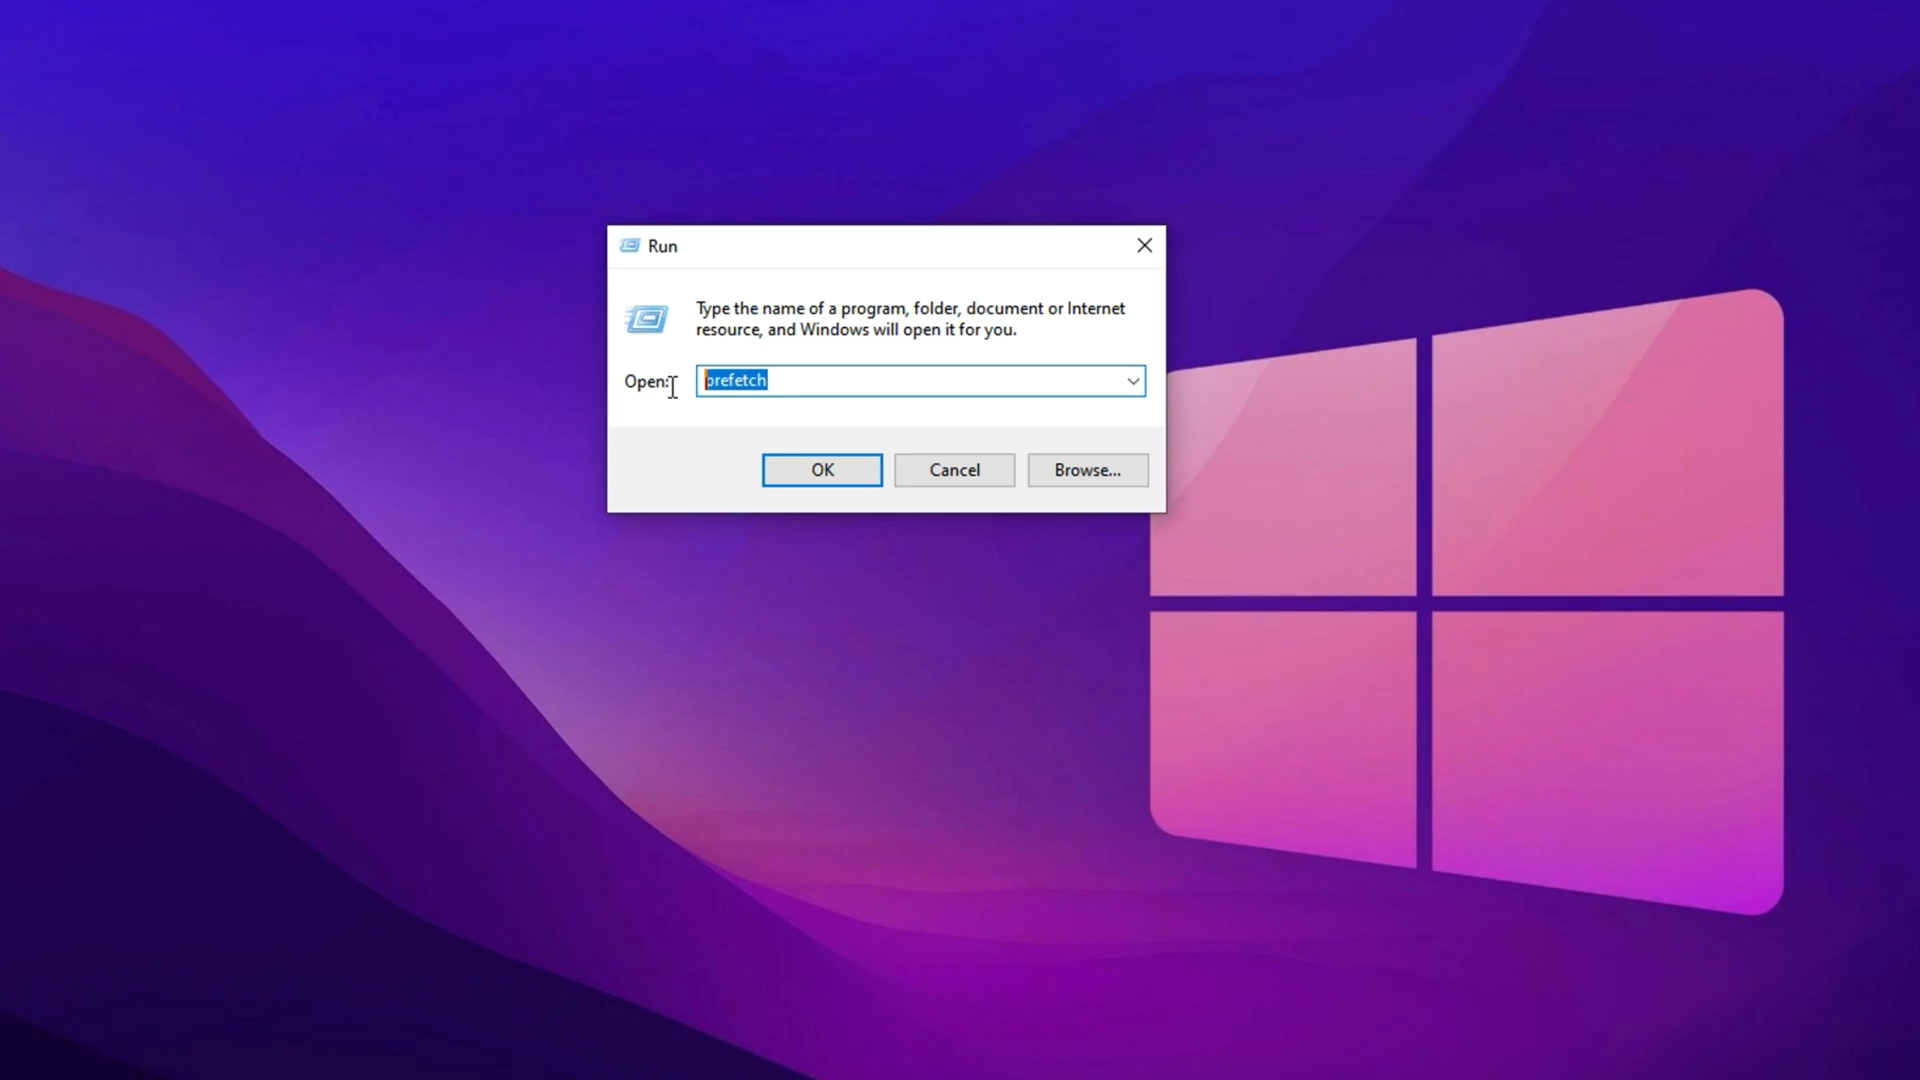 Run
Type the name of a program, folder, document or Internet
resource, and Windows will open it for you.
Open: prefetch
OK Cancel Browse...